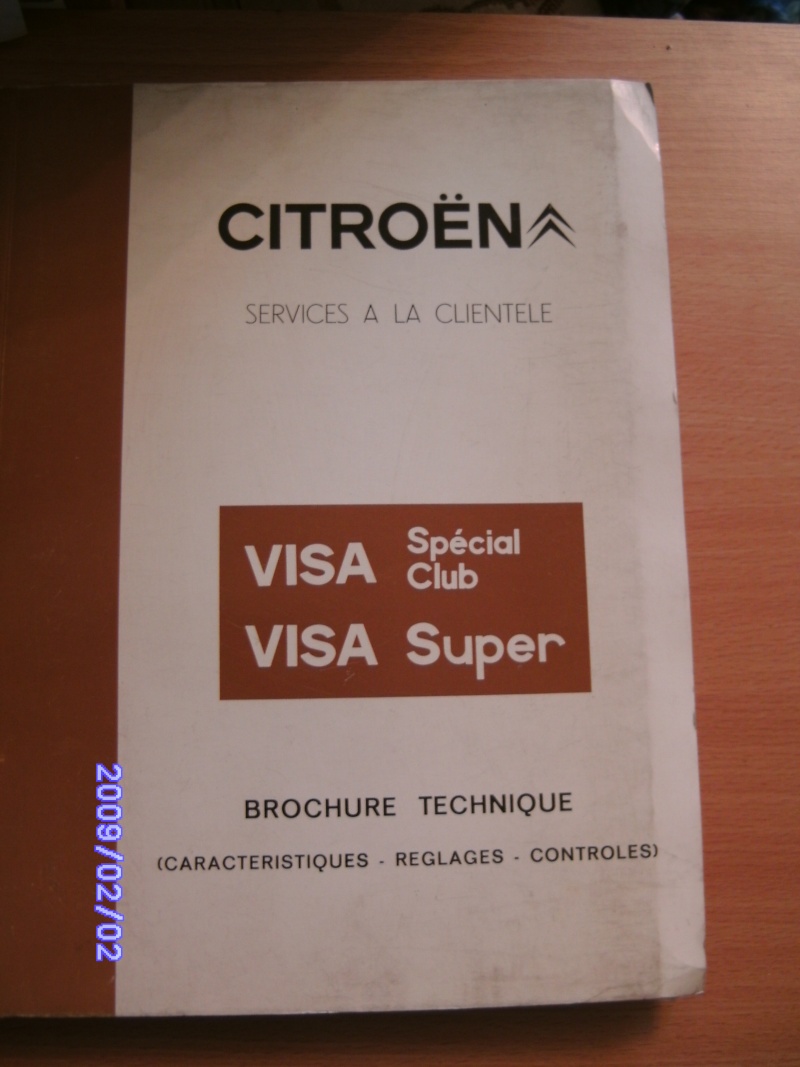 CITROËN
SERVICES A LA CLIENTELE
VISA Spécial Club
VISA Super
BROCHURE TECHNIQUE
(CARACTERISTIQUES - REGLAGES - CONTROLES)
2009/02/02